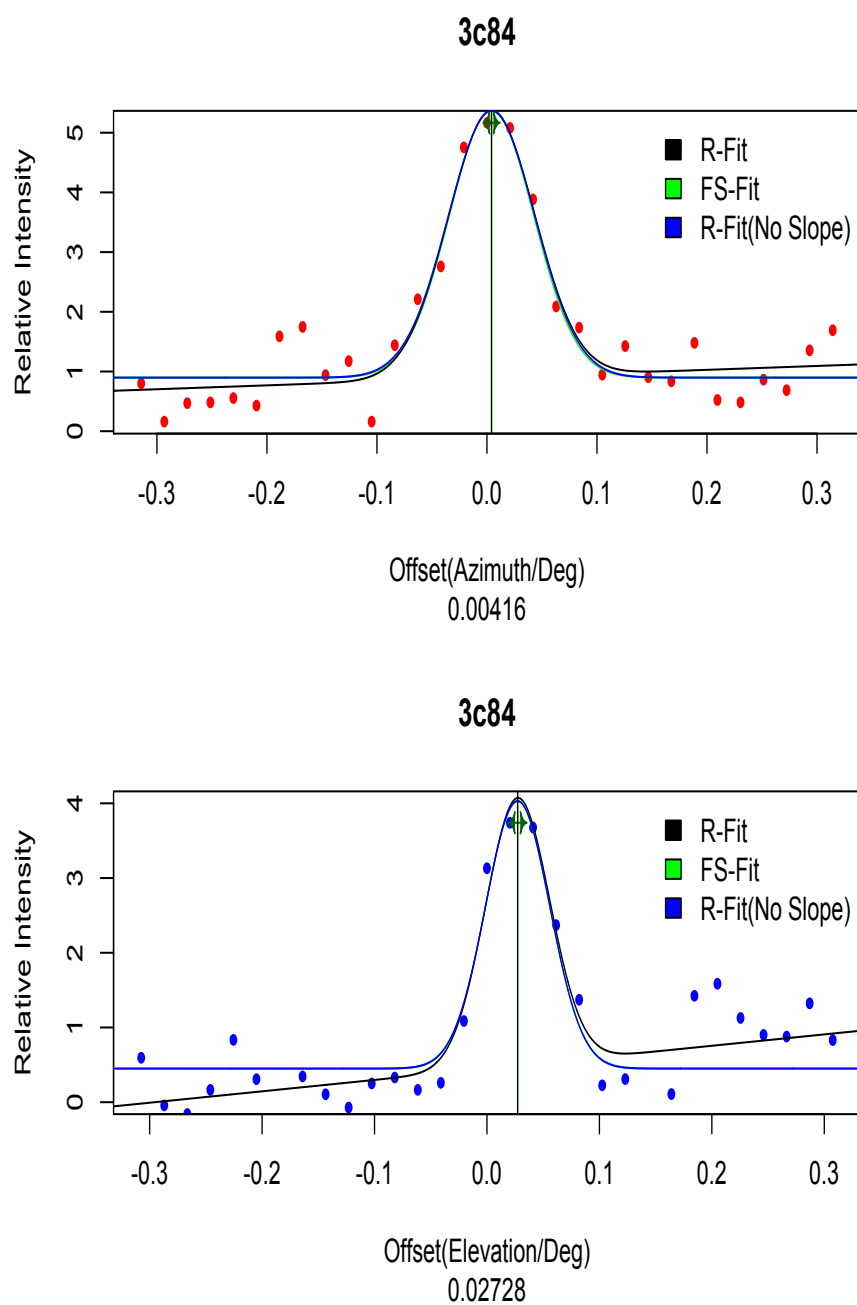 3c84
Relative Intensity
5
4
3
2
1
0
R-Fit
FS-Fit
R-Fit(No Slope)
-0.3 -0.2 -0.1 0.0 0.1 0.2 0.3
Offset(Azimuth/Deg)
0.00416
3c84
Relative Intensity
4
3
2
1
0
R-Fit
FS-Fit
R-Fit(No Slope)
-0.3 -0.2 -0.1 0.0 0.1 0.2 0.3
Offset(Elevation/Deg)
0.02728